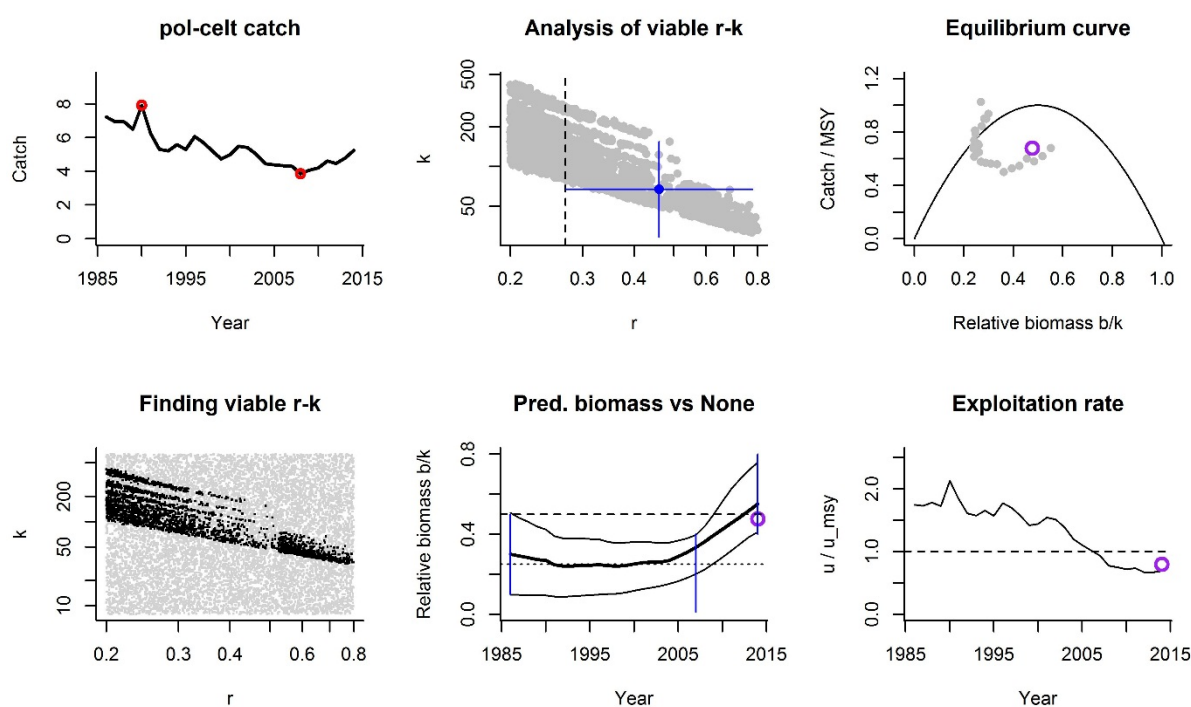 pol-celt catch
Catch
8
6
4
2
0
1985 1995 2005 2015
Year
Analysis of viable r-k
k
500
200
50
0.2 0.3 0.4 0.6 0.8
r
Equilibrium curve
Catch / MSY
1.2
0.8
0.4
0.0
0.0 0.2 0.4 0.6 0.8 1.0
Relative biomass b/k
Finding viable r-k
k
200
50
10
0.2 0.3 0.4 0.6 0.8
r
Pred. biomass vs None
Relative biomass b/k
0.8
0.4
0.0
1985 1995 2005 2015
Year
Exploitation rate
u / u_msy
2.0
1.0
0.0
1985 1995 2005 2015
Year